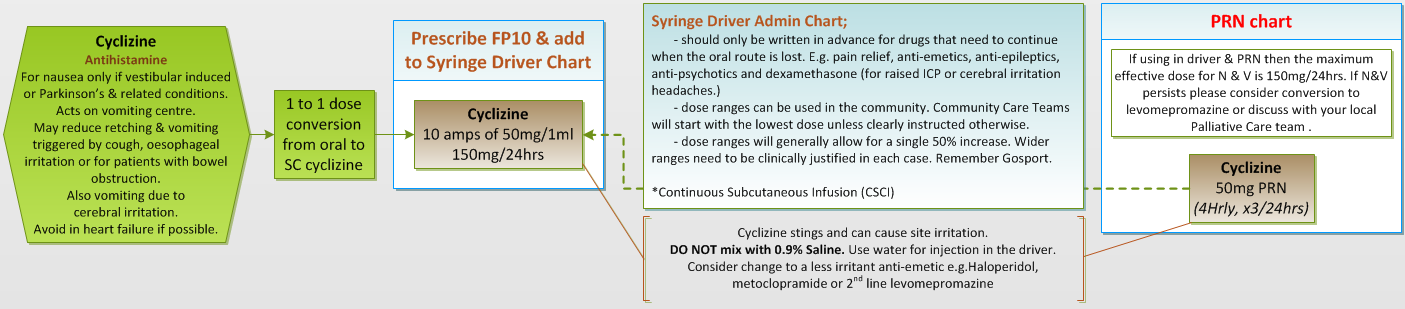 Cyclizine
Antihistamine
For nausea only if vestibular induced
or Parkinson's & related conditions.
Acts on vomiting centre.
May reduce retching & vomiting
triggered by cough, oesophageal
irritation or for patients with bowel
obstruction.
Also vomiting due to
cerebral irritation.
Avoid in heart failure if possible.
1 to 1 dose
conversion
from oral to
SC cyclizine
Prescribe FP10 & add
to Syringe Driver Chart
Cyclizine
10 amps of 50mg/1ml
150mg/24hrs
Syringe Driver Admin Chart;
- should only be written in advance for drugs that need to continue
when the oral route is lost. E.g. pain relief, anti-emetics, anti-epileptics,
anti-psychotics and dexamethasone (for raised ICP or cerebral irritation
headaches.)
- dose ranges can be used in the community. Community Care Teams
will start with the lowest dose unless clearly instructed otherwise.
- dose ranges will generally allow for a single 50% increase. Wider
ranges need to be clinically justified in each case. Remember Gosport.
*Continuous Subcutaneous Infusion (CSCI)
Cyclizine stings and can cause site irritation.
DO NOT mix with 0.9% Saline. Use water for injection in the driver.
Consider change to a less irritant anti-emetic e.g.Haloperidol,
metoclopramide or 2nd line levomepromazine
PRN chart
If using in driver & PRN then the maximum
effective dose for N & V is 150mg/24hrs. If N&V
persists please consider conversion to
levomepromazine or discuss with your local
Palliative Care team .
Cyclizine
50mg PRN
(4Hrly, x3/24hrs)